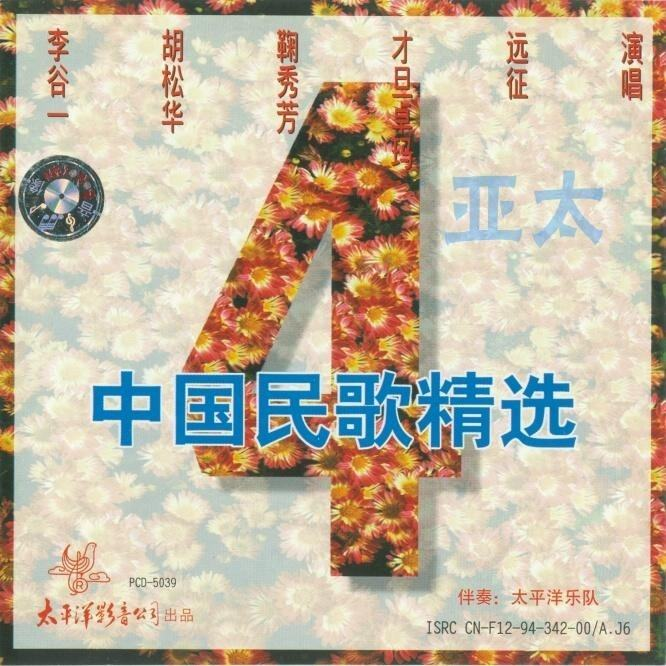 李谷一
胡松华
鞠秀芳
才旦卓玛
远征
演唱
4
亚太
中国民歌精选
PCD-5039
太平洋影音公司出品
伴奏：太平洋乐队
ISRC CN-F12-94-342-00/A.J6